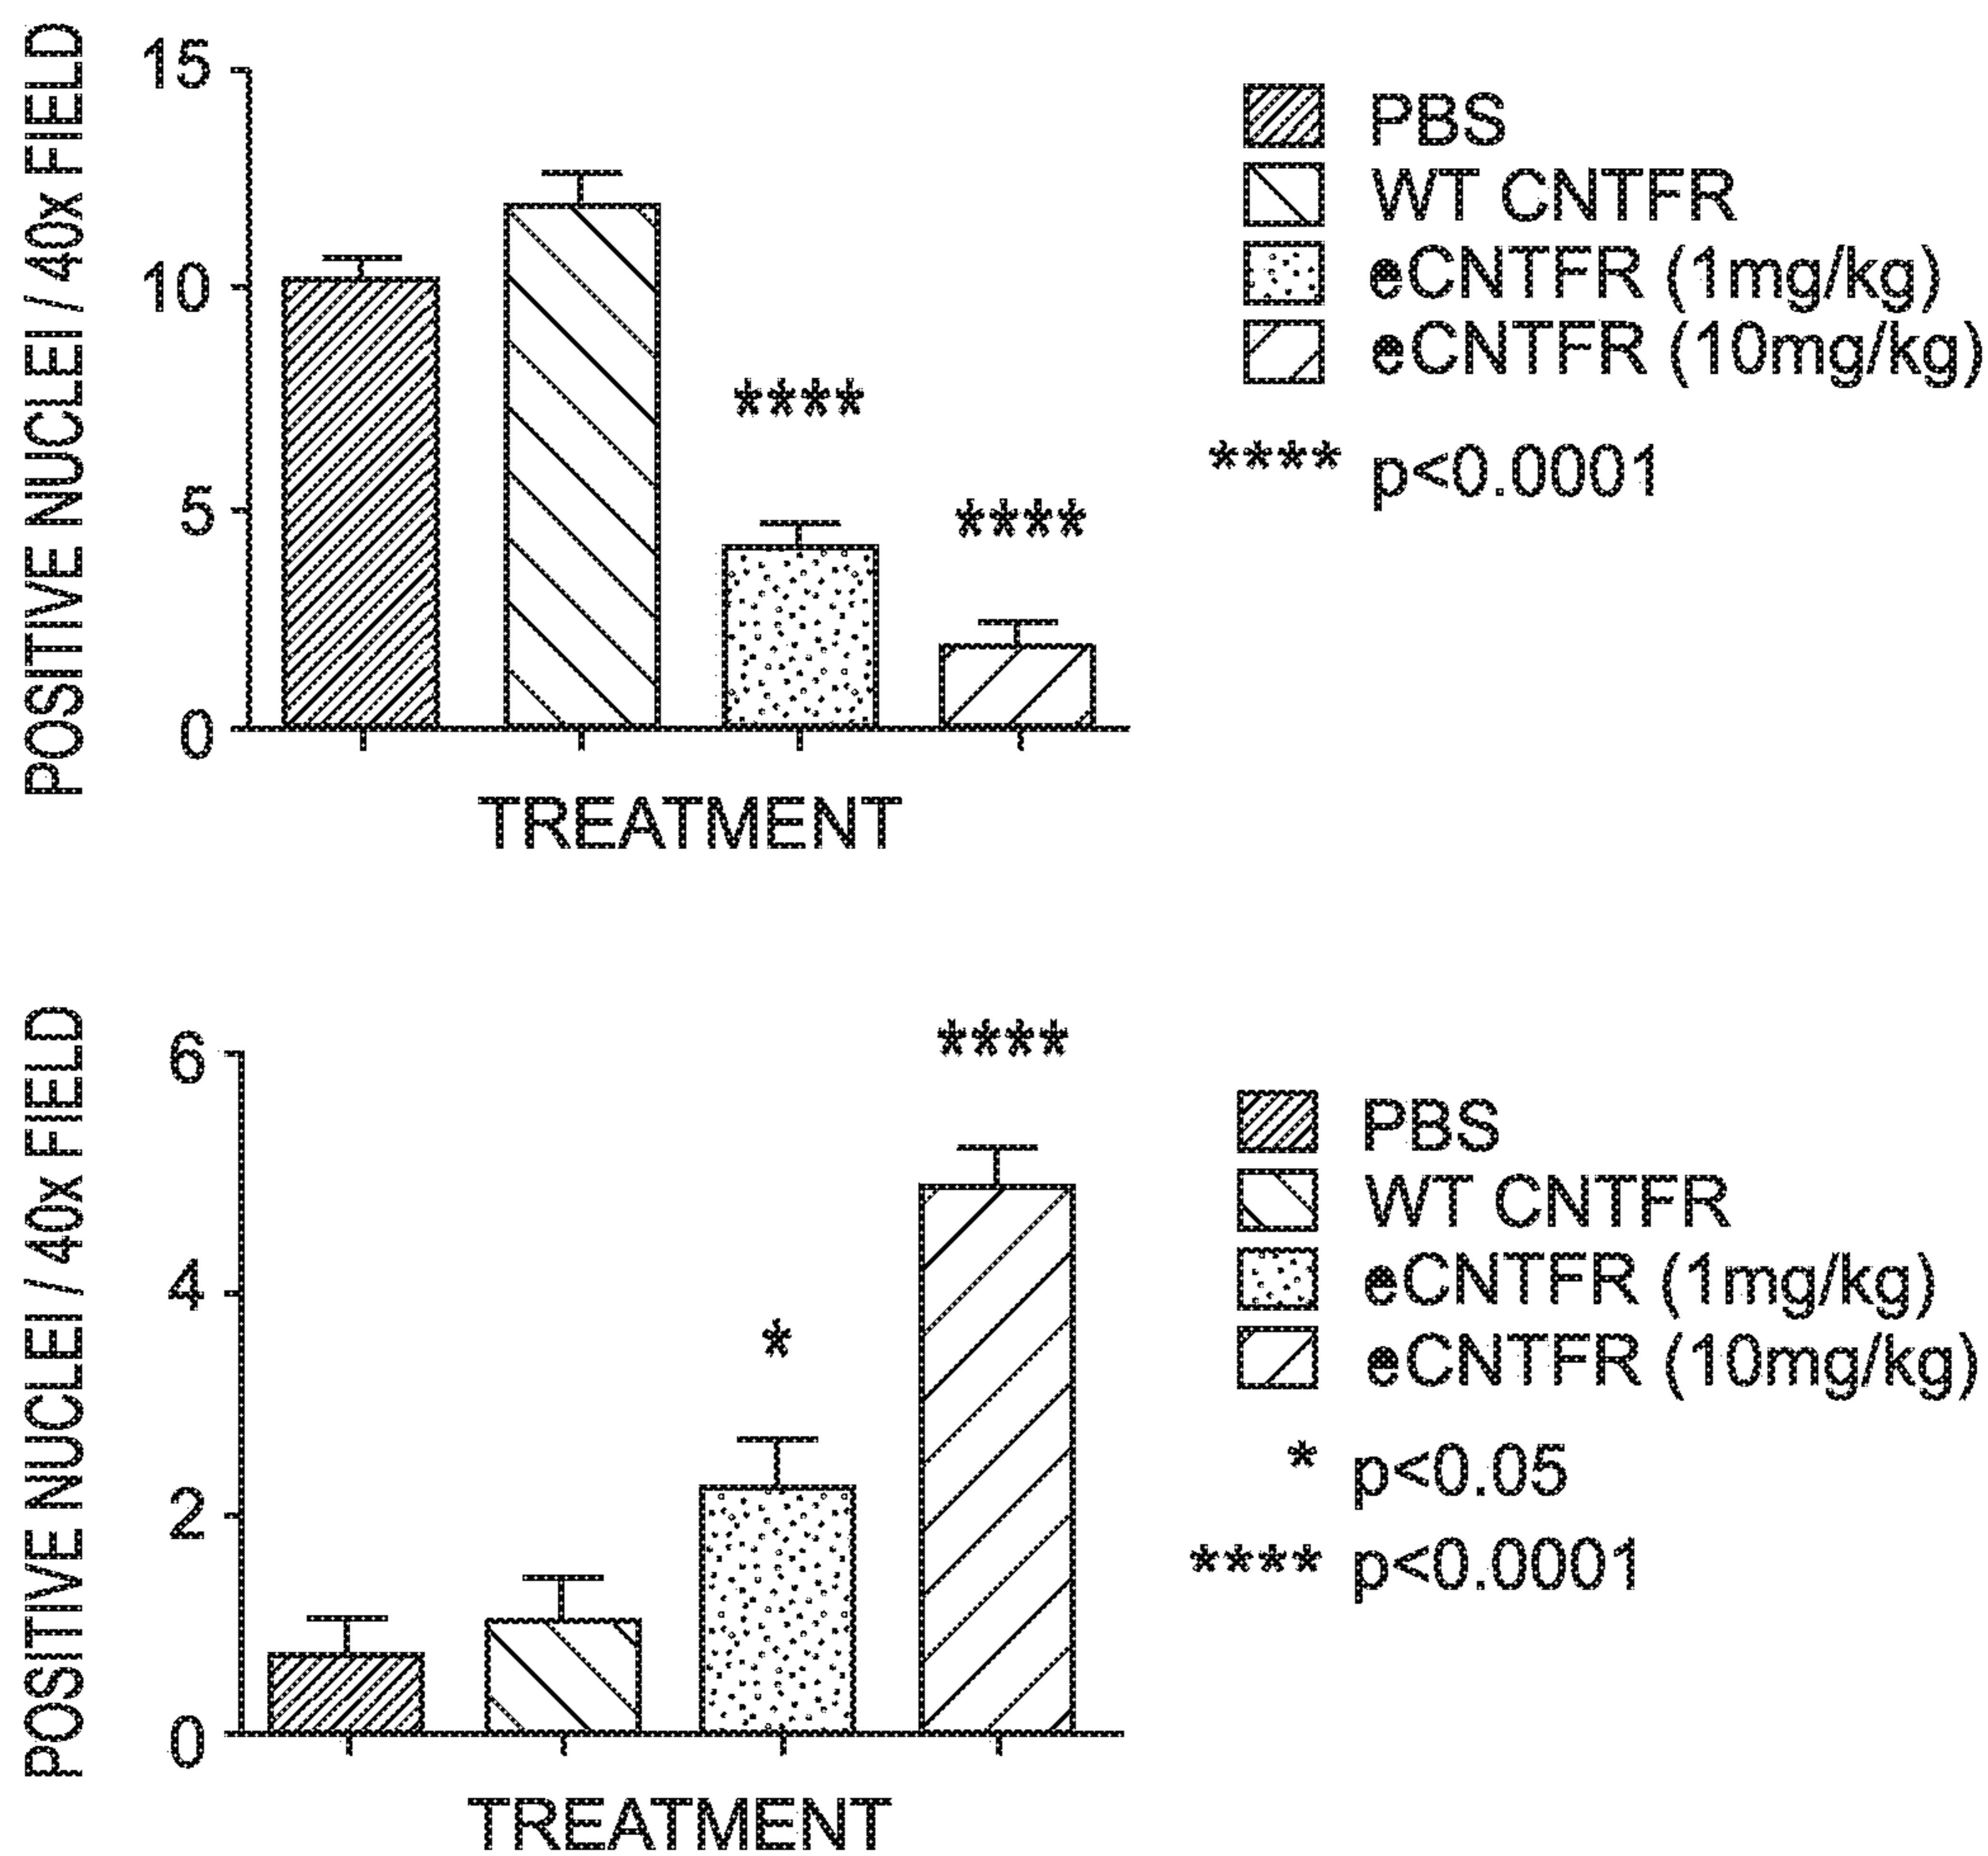 POSITIVE NUCLEI / 40x FIELD
15
10
5
0
****
****
TREATMENT
PBS
WT CNTFR
eCNTFR (1mg/kg)
eCNTFR (10mg/kg)
**** p<0.0001
POSITIVE NUCLEI / 40x FIELD
6
4
2
0
*
****
TREATMENT
PBS
WT CNTFR
eCNTFR (1mg/kg)
eCNTFR (10mg/kg)
* p<0.05
**** p<0.0001